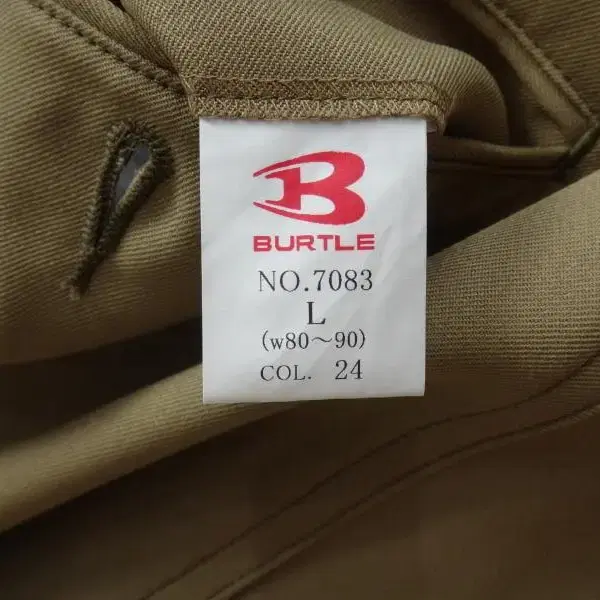 BURTLE
NO.7083
L
(w80～90)
COL. 24